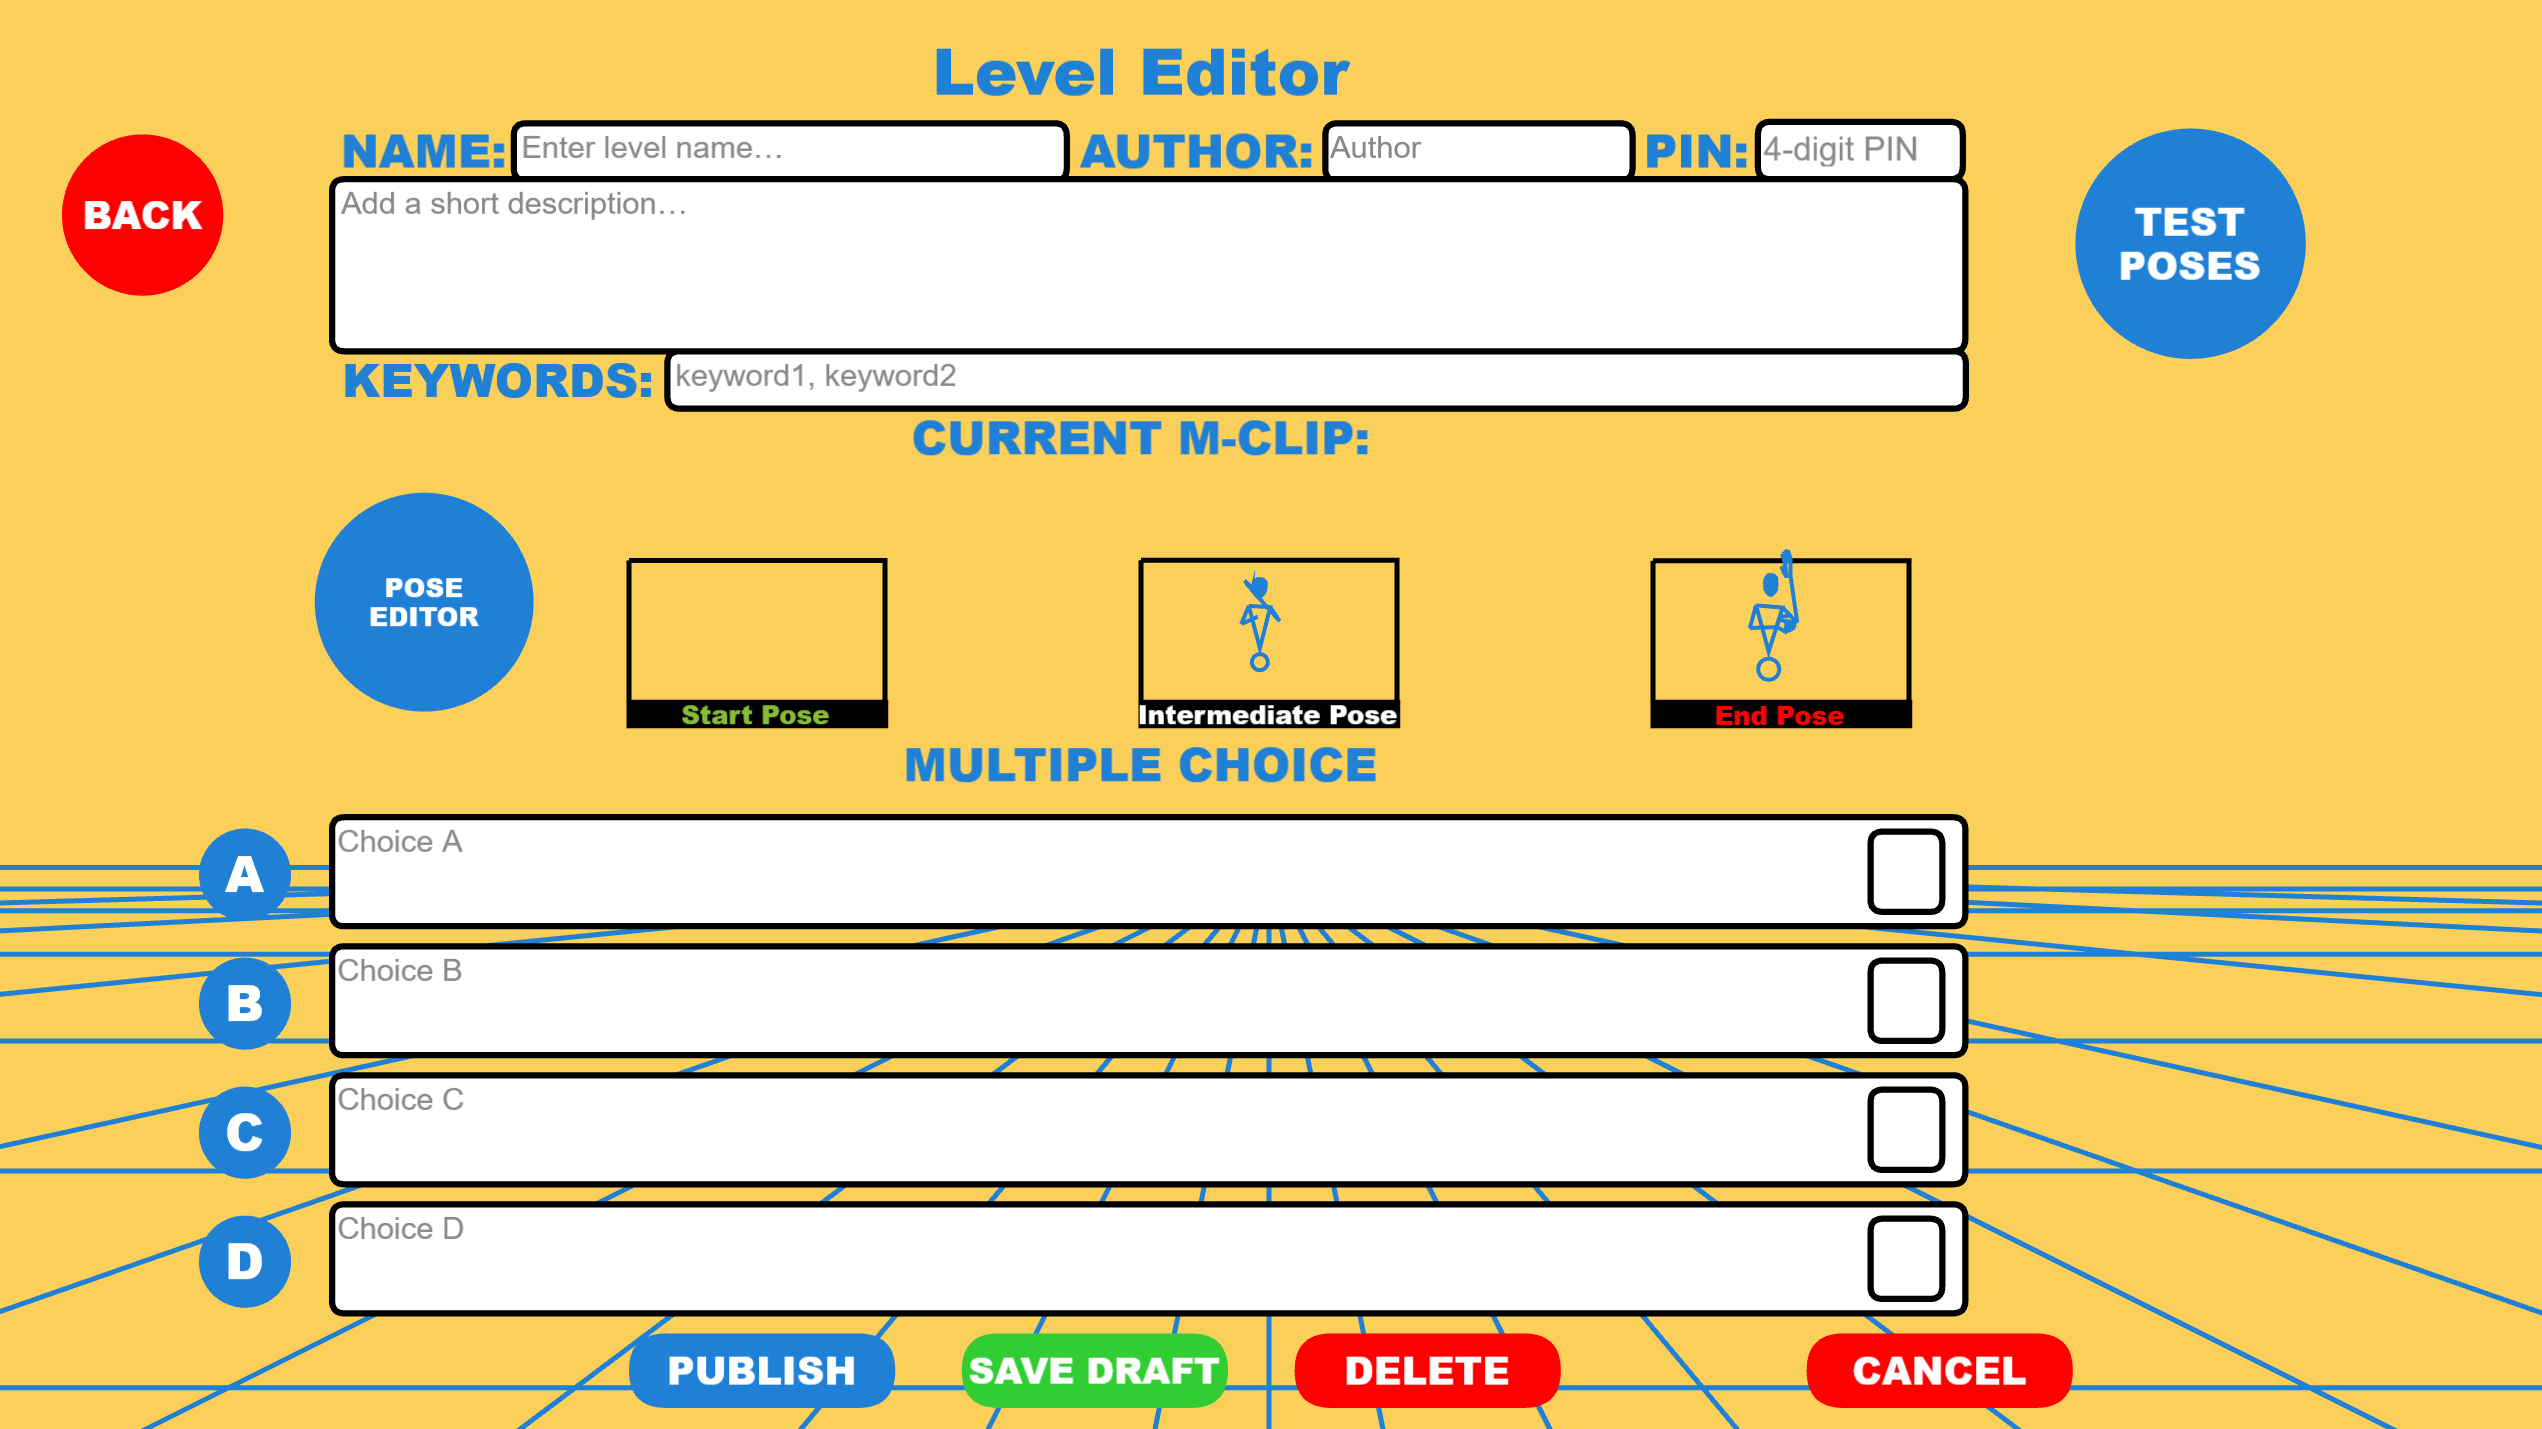 Level Editor
BACK
NAME: Enter level name... AUTHOR: Author PIN: 4-digit PIN
Add a short description...
TEST
POSES
KEYWORDS: keyword1, keyword2
CURRENT M-CLIP:
POSE
EDITOR
Start Pose
Intermediate Pose
End Pose
MULTIPLE CHOICE
A Choice A
B Choice B
C Choice C
D Choice D
PUBLISH SAVE DRAFT DELETE CANCEL